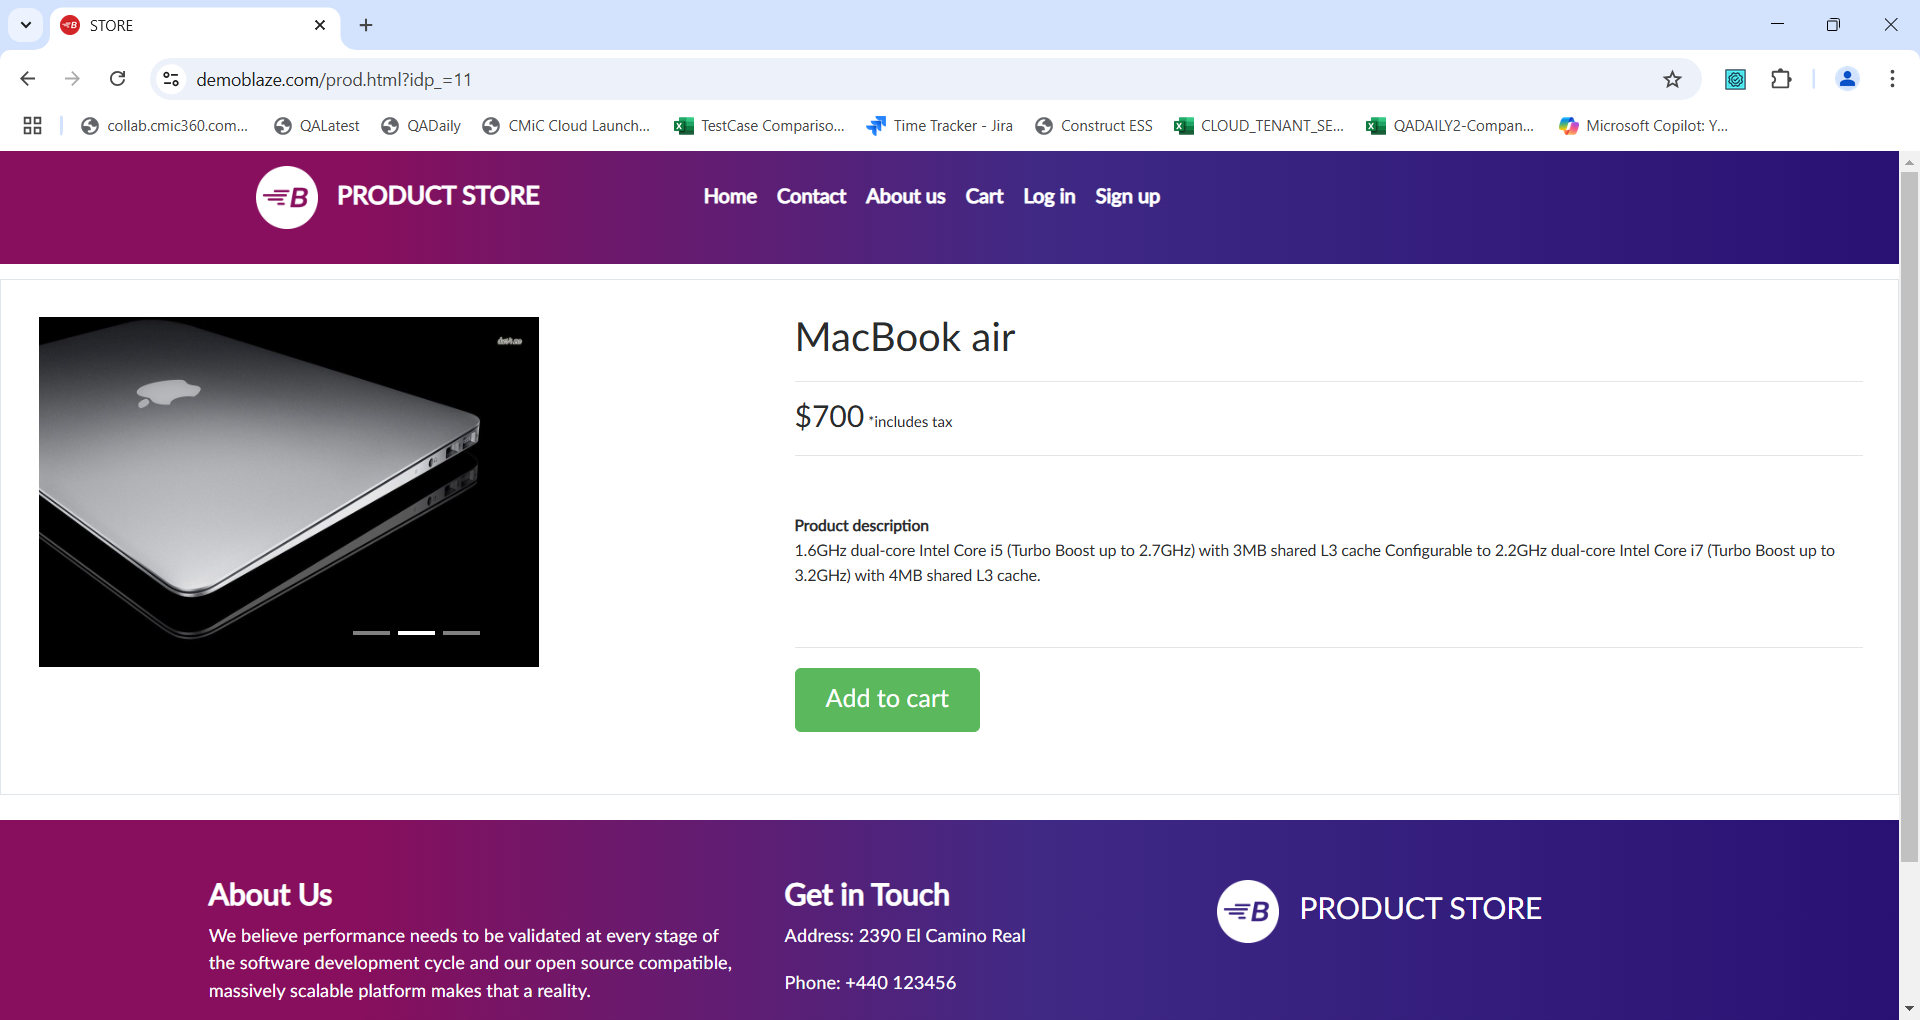 STORE
demoblaze.com/prod.html?idp_=11
collab.cmic360.com... QALatest QADaily CMiC Cloud Launch... TestCase Compariso... Time Tracker - Jira Construct ESS CLOUD_TENANT_SE... QADAILY2-Compan... Microsoft Copilot: Y...
B PRODUCT STORE Home Contact About us Cart Log in Sign up
MacBook air
$700 *includes tax
Product description
1.6GHz dual-core Intel Core i5 (Turbo Boost up to 2.7GHz) with 3MB shared L3 cache Configurable to 2.2GHz dual-core Intel Core i7 (Turbo Boost up to
3.2GHz) with 4MB shared L3 cache.
Add to cart
About Us
We believe performance needs to be validated at every stage of
the software development cycle and our open source compatible,
massively scalable platform makes that a reality.
Get in Touch
Address: 2390 El Camino Real
Phone: +440 123456
B PRODUCT STORE